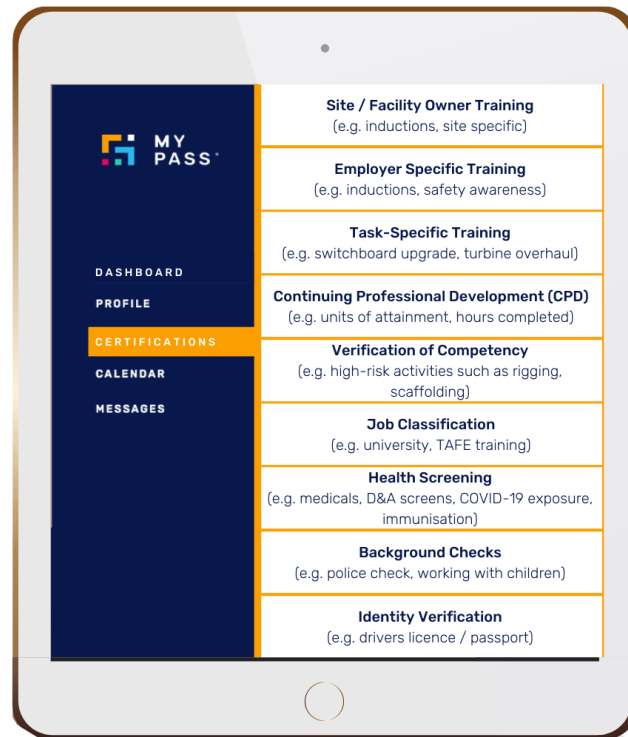 MY
PASS
DASHBOARD
PROFILE
CERTIFICATIONS
CALENDAR
MESSAGES
Site / Facility Owner Training
(e.g. inductions, site specific)
Employer Specific Training
(e.g. inductions, safety awareness)
Task-Specific Training
(e.g. switchboard upgrade, turbine overhaul)
Continuing Professional Development (CPD)
(e.g. units of attainment, hours completed)
Verification of Competency
(e.g. high-risk activities such as rigging,
scaffolding)
Job Classification
(e.g. university, TAFE training)
Health Screening
(e.g. medicals, D&A screens, COVID-19 exposure,
immunisation)
Background Checks
(e.g. police check, working with children)
Identity Verification
(e.g. drivers licence / passport)